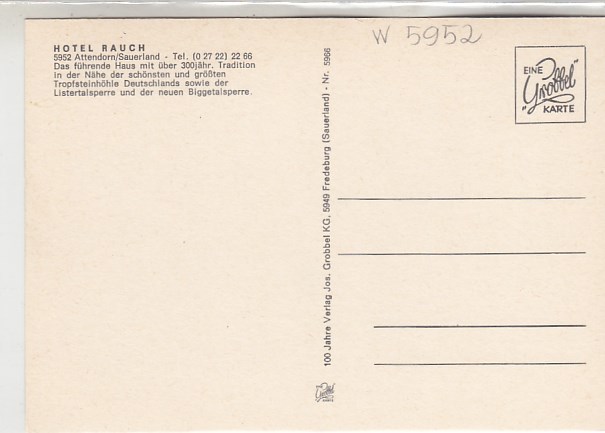 HOTEL RAUCH
5952 Attendorn/Sauerland - Tel. (0 27 22) 22 66
Das führende Haus mit über 300jähr. Tradition
in der Nähe der schönsten und größten
Tropfsteinhöhle Deutschlands sowie der
Listertalsperre und der neuen Biggetalsperre.
W 5952
EINE
"Grobbel"
KARTE
100 Jahre Verlag Jos. Grobbel KG, 5949 Fredeburg (Sauerland) - Nr. 5966